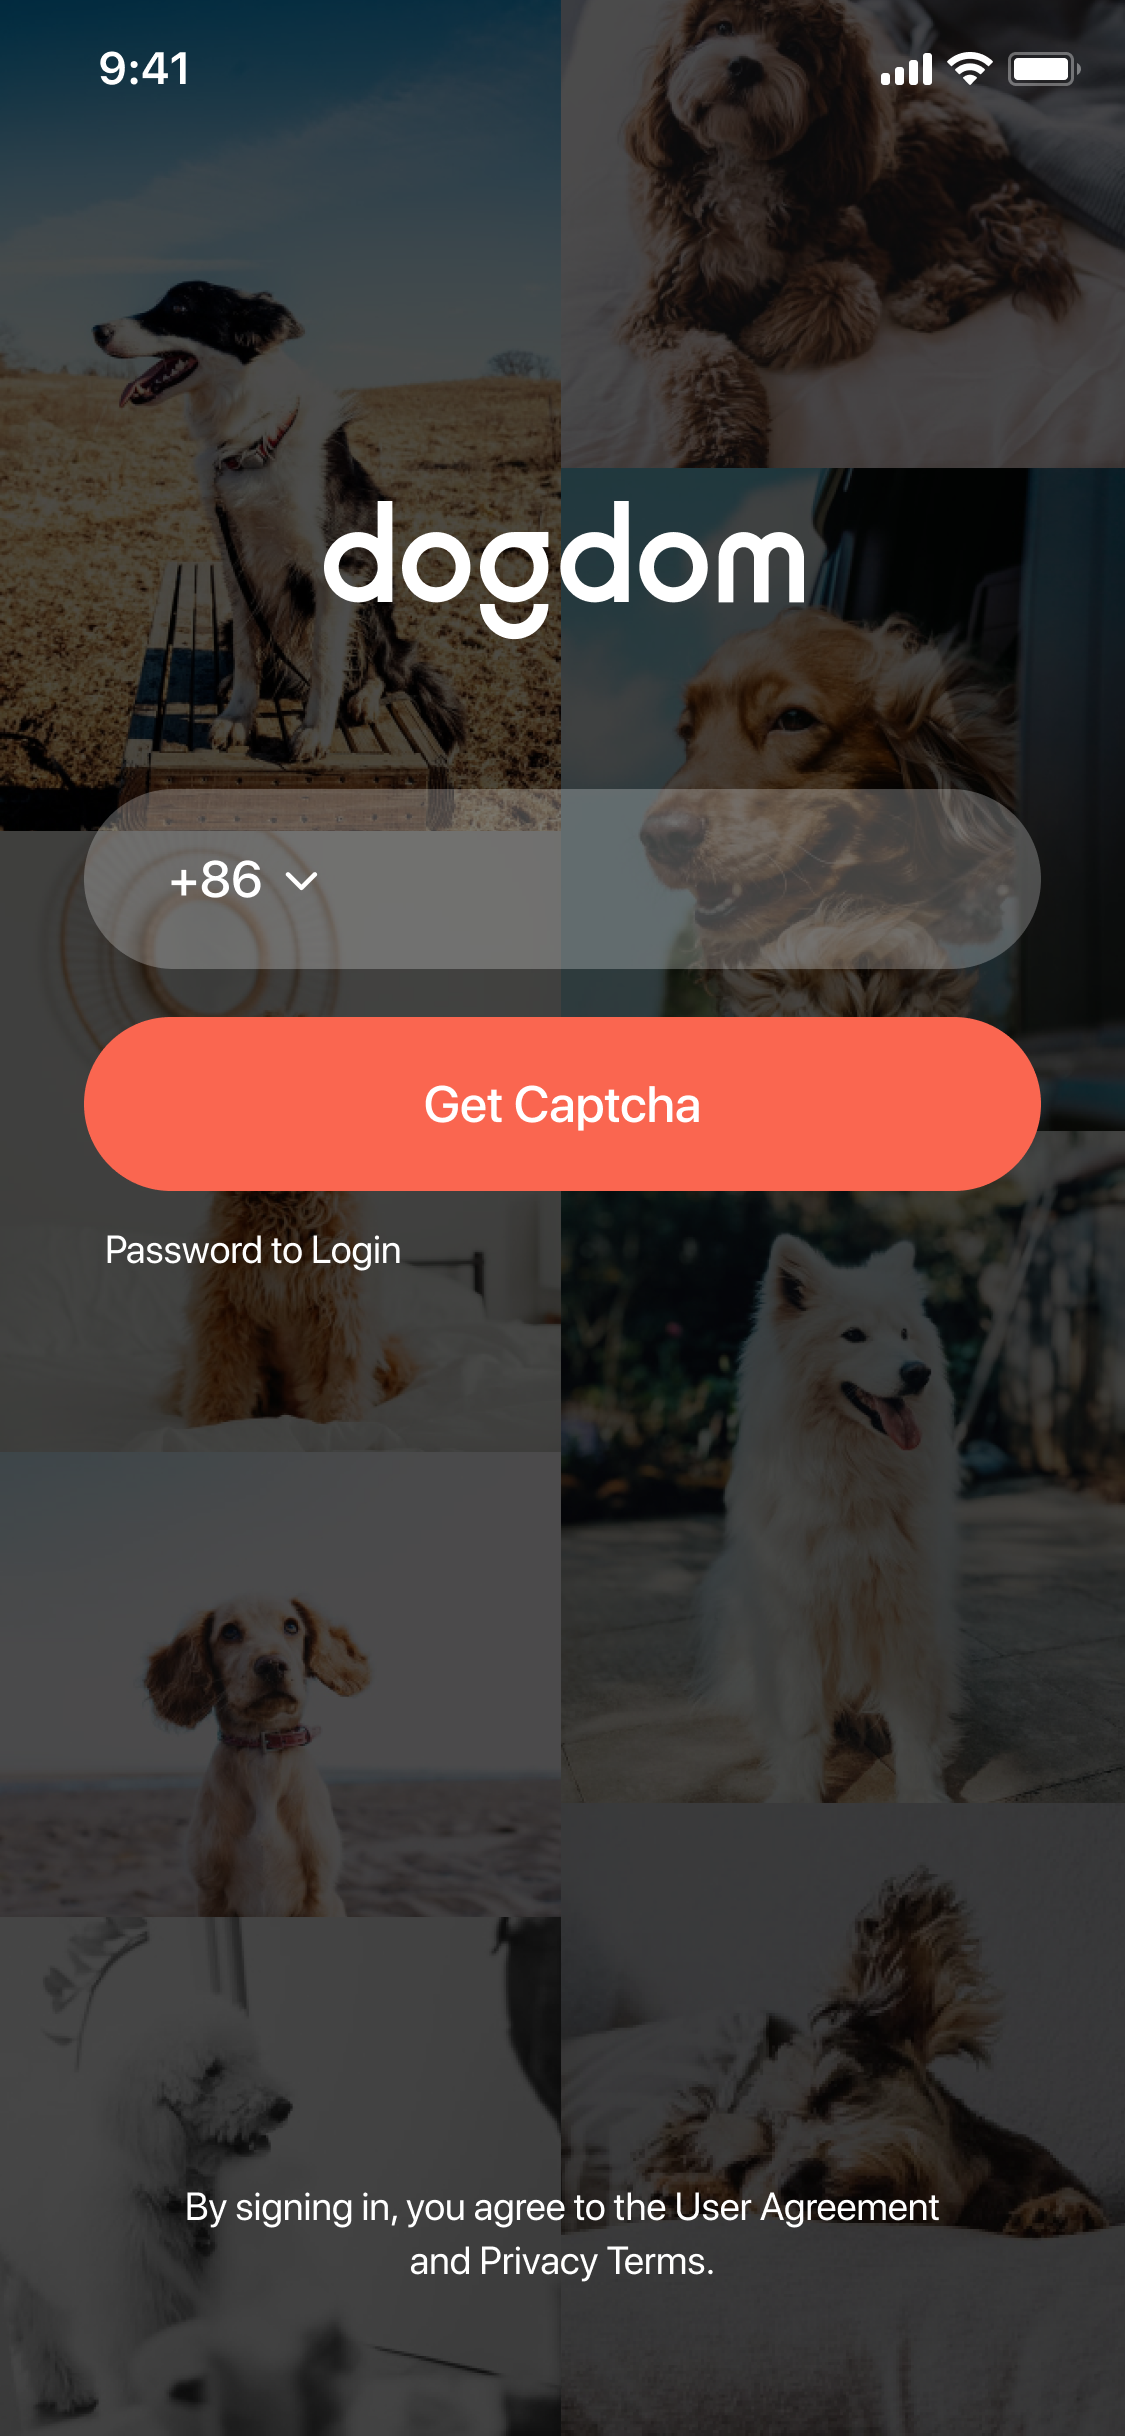 9:41
dogdom
+86
Get Captcha
Password to Login
By signing in, you agree to the User Agreement
and Privacy Terms.